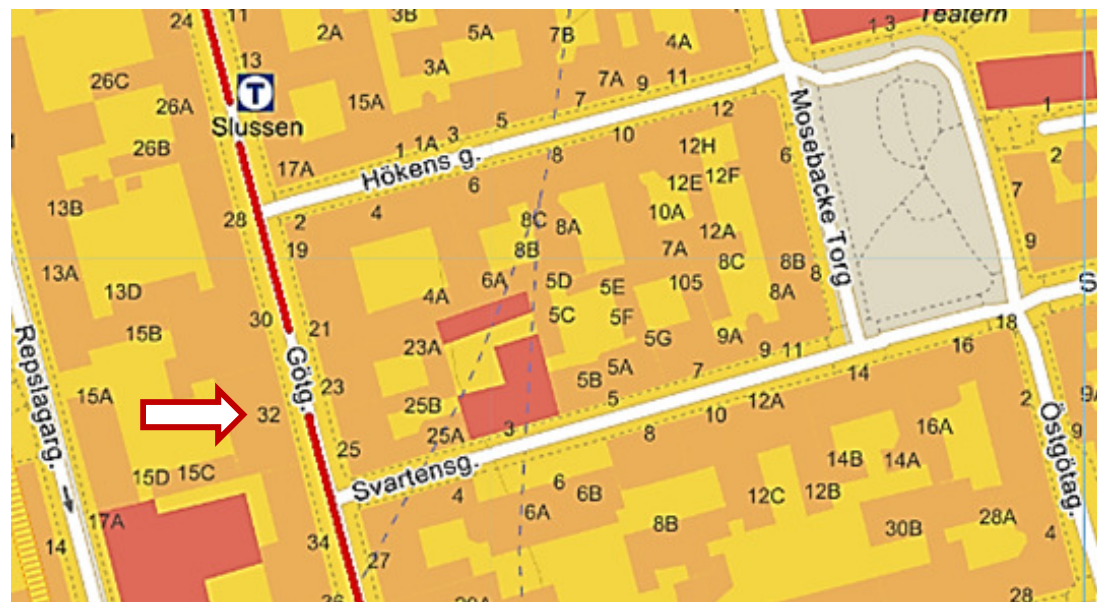 24
11
3B
2A
5A
7B
4A
1 3
Teatern
13
26C
3A
7A
9
11
26A
T
15A
7
12
Slussen
5
3
1A
1
10
Mosebacke Torg
1
26B
17A
Hökens g.
8
12H
6
2
6
12E
12F
7
13B
28
2
4
8C
8A
10A
12A
9
19
8B
7A
8C
8B
8
13A
6A
5D
5E
105
8A
S
13D
4A
5C
5F
18
30
21
15B
23A
5G
9A
9
11
16
Repslagarg.
Götg.
23
5A
7
14
15A
32
25B
5B
5
10
12A
2
9A
25A
3
8
16A
Östgötag.
9
25
Svartensg.
14B
14A
15D
15C
4
6
6B
12C
12B
17A
6A
8B
30B
28A
14
34
27
4
36
20A
28